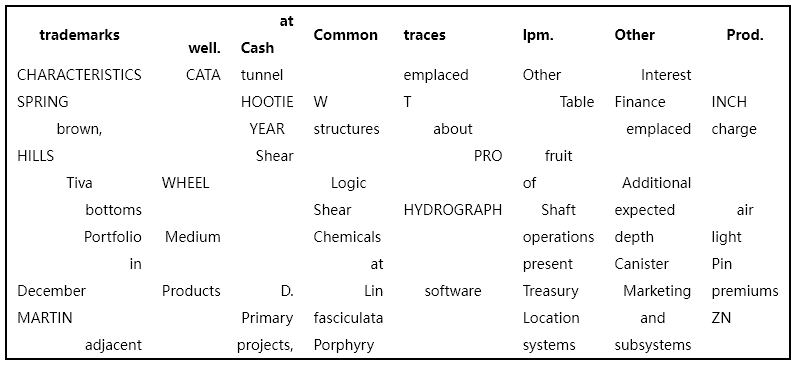 trademarks well. at Cash Common traces lpm. Other Prod.
CHARACTERISTICS CATA tunnel emplaced Other Interest
SPRING HOOTIE W T Table Finance INCH
brown, YEAR structures about emplaced charge
HILLS Shear PRO fruit
Tiva WHEEL Logic of Additional
bottoms Shear HYDROGRAPH Shaft expected air
Portfolio Medium Chemicals operations depth light
in at present Canister Pin
December Products D. Lin software Treasury Marketing premiums
MARTIN Primary fasciculata Location and ZN
adjacent projects, Porphyry systems subsystems